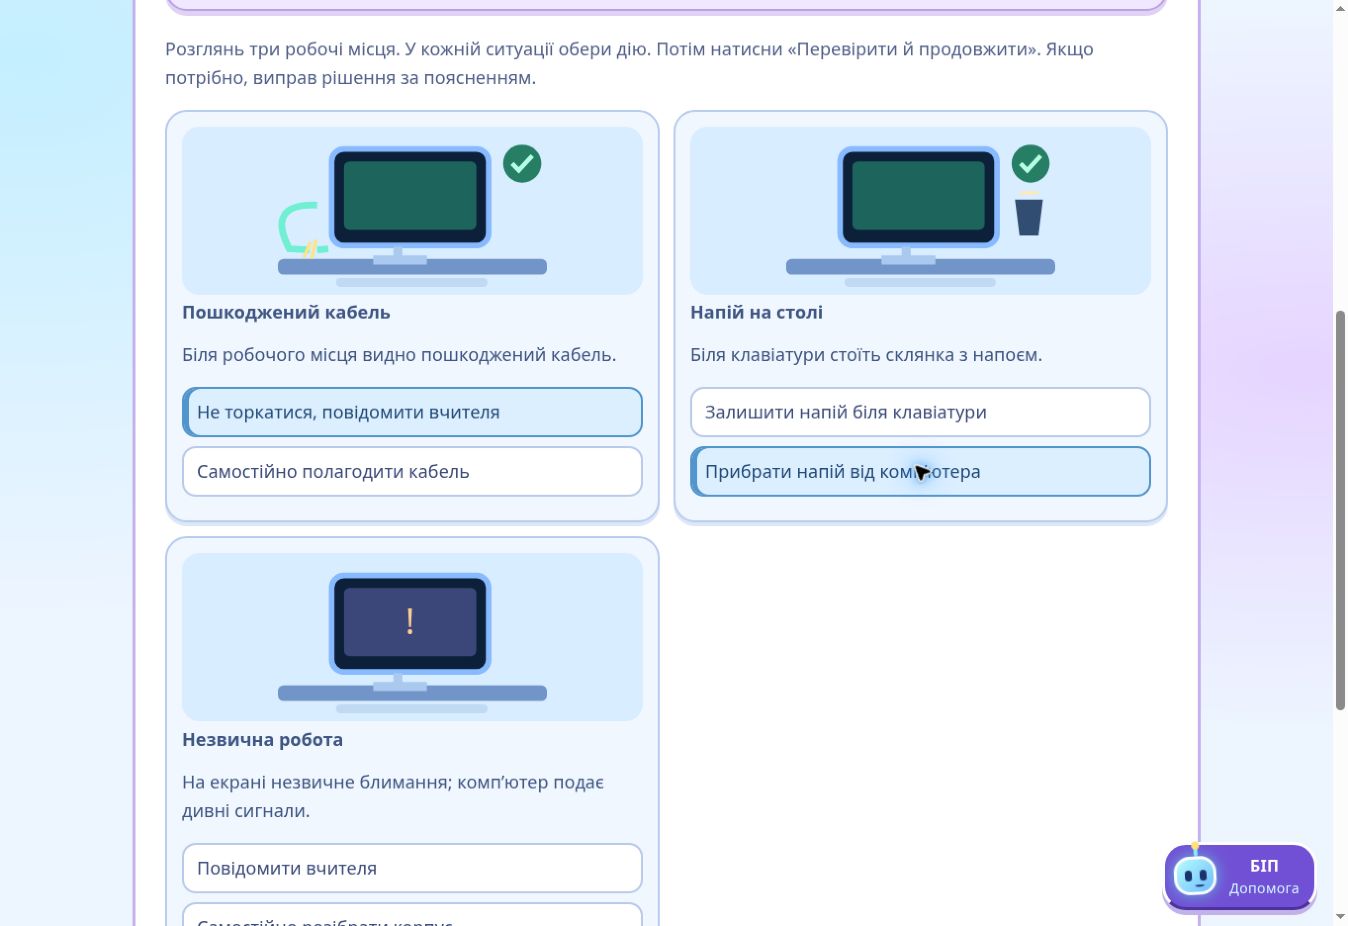 Розглянь три робочі місця. У кожній ситуації обери дію. Потім натисни «Перевірити й продовжити». Якщо
потрібно, виправ рішення за поясненням.
Пошкоджений кабель
Біля робочого місця видно пошкоджений кабель.
Не торкатися, повідомити вчителя
Самостійно полагодити кабель
Напій на столі
Біля клавіатури стоїть склянка з напоєм.
Залишити напій біля клавіатури
Прибрати напій від комп'ютера
!
Незвична робота
На екрані незвичне блимання; комп’ютер подає
дивні сигнали.
Повідомити вчителя
Самостійно розібрати корпус
БІП
Допомога